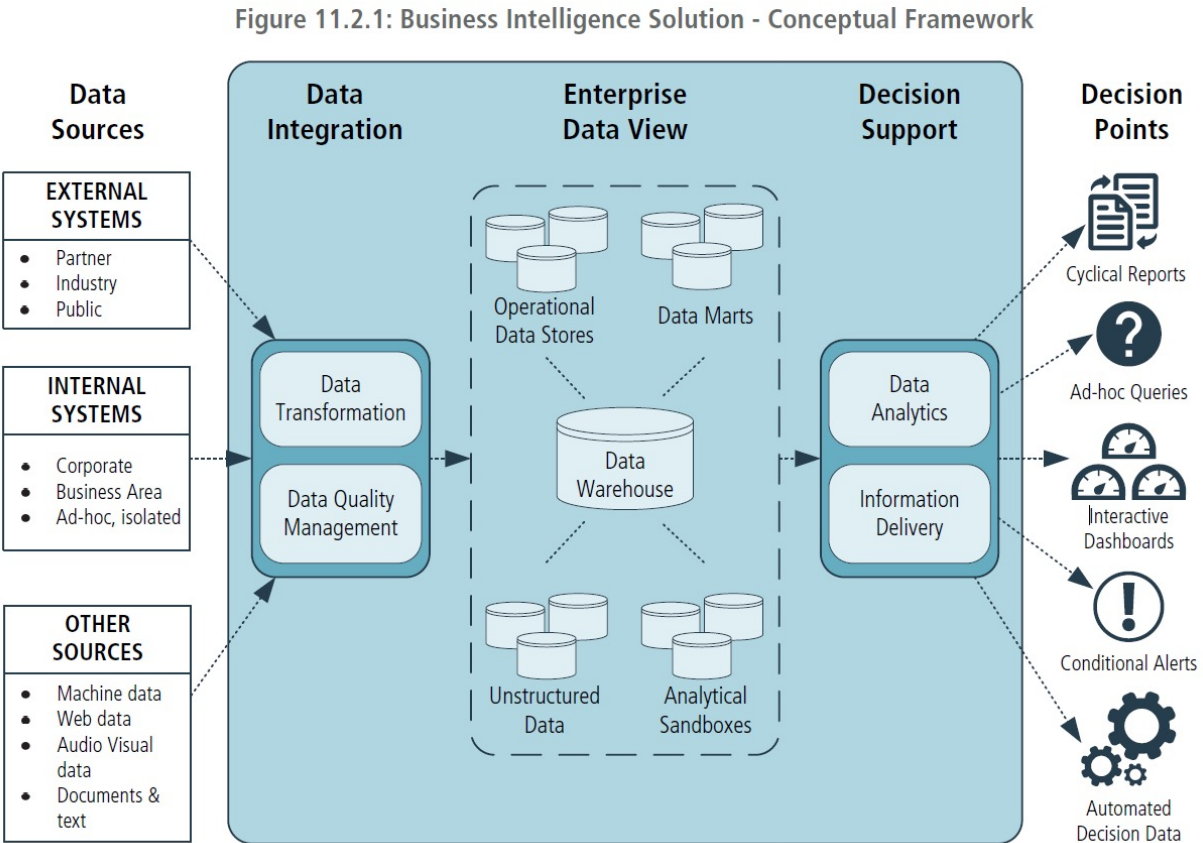 Figure 11.2.1: Business Intelligence Solution - Conceptual Framework
Data
Sources
EXTERNAL
SYSTEMS
• Partner
• Industry
• Public
INTERNAL
SYSTEMS
• Corporate
• Business Area
• Ad-hoc, isolated
OTHER
SOURCES
• Machine data
• Web data
• Audio Visual
data
• Documents &
text
Data
Integration
Data
Transformation
Data Quality
Management
Enterprise
Data View
Operational
Data Stores
Data Marts
Data
Warehouse
Unstructured
Data
Analytical
Sandboxes
Decision
Support
Data
Analytics
Information
Delivery
Decision
Points
Cyclical Reports
?
Ad-hoc Queries
Interactive
Dashboards
!
Conditional Alerts
Automated
Decision Data